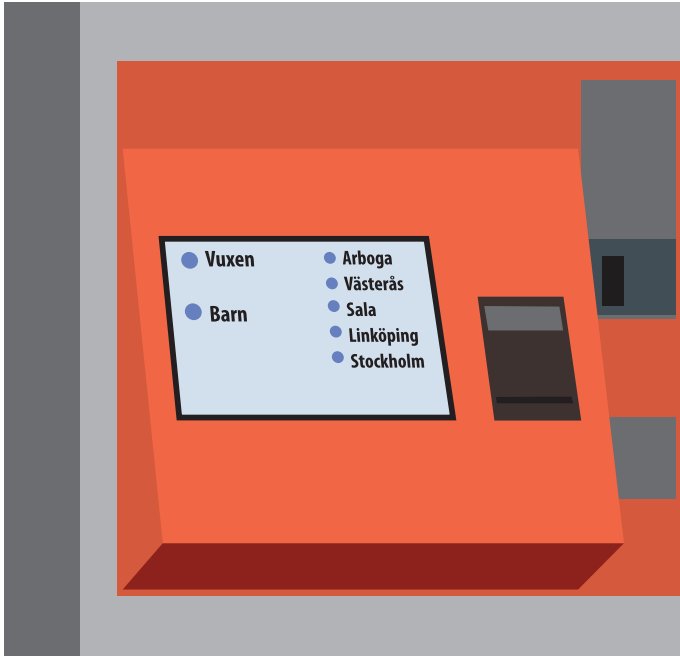 Vuxen
Barn
Arboga
Västerås
Sala
Linköping
Stockholm